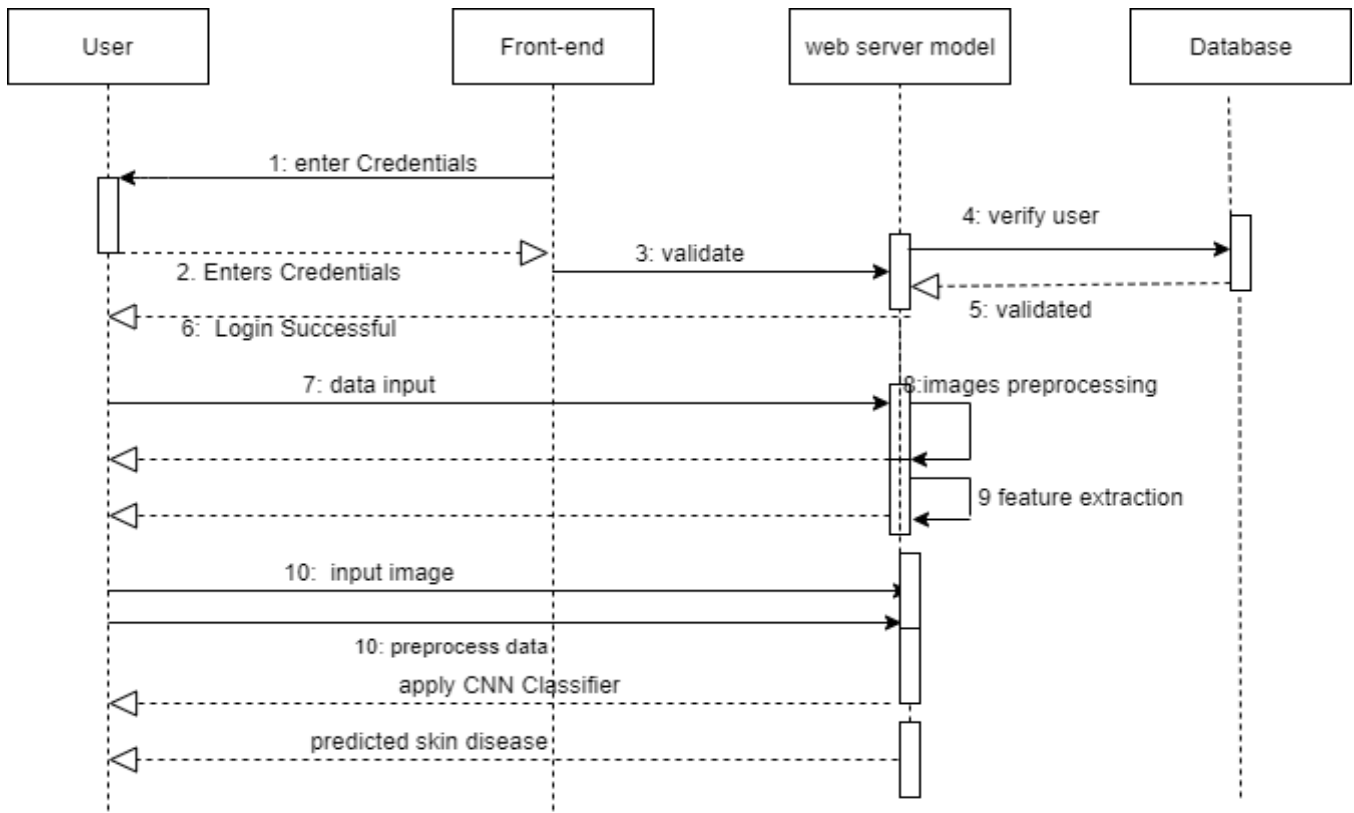 User
Front-end
web server model
Database
1: enter Credentials
4: verify user
3: validate
2. Enters Credentials
5: validated
6: Login Successful
7: data input
8:images preprocessing
9 feature extraction
10: input image
10: preprocess data
apply CNN Classifier
predicted skin disease